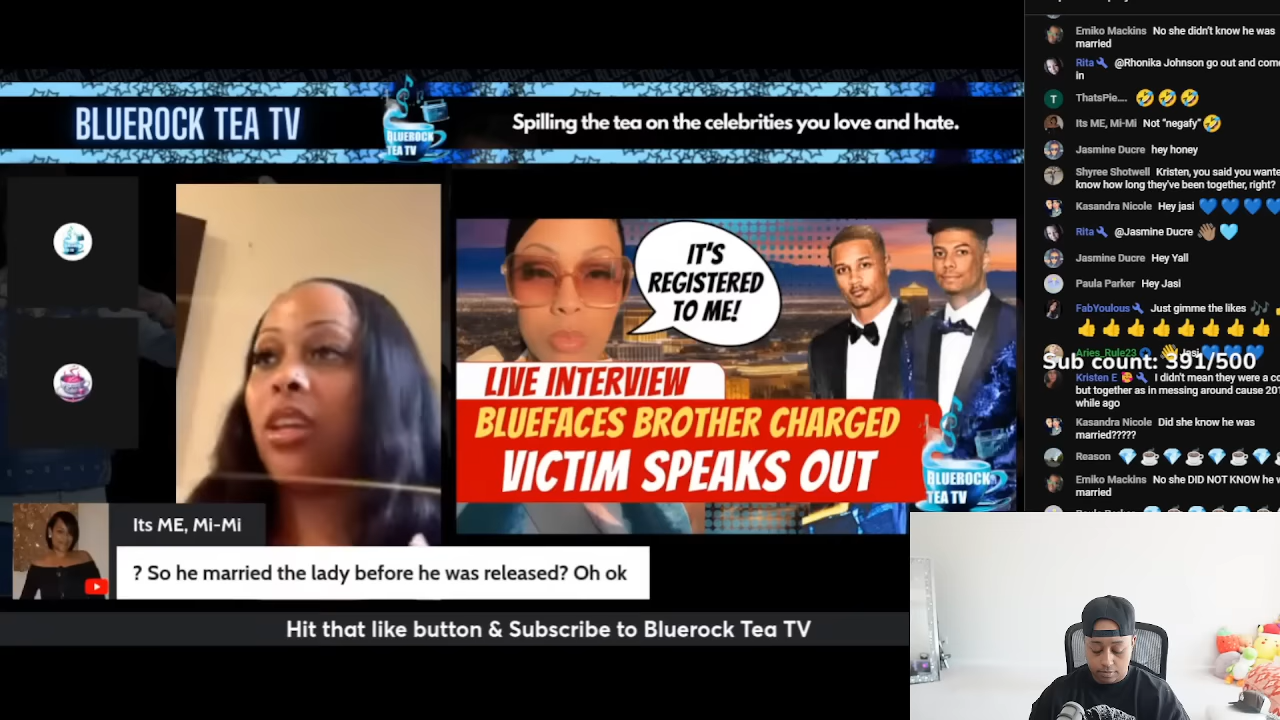 BLUEROCK TEA TV
BLUEROCK
TEA TV
Spilling the tea on the celebrities you love and hate.
IT'S
REGISTERED
TO ME!
LIVE INTERVIEW
BLUEFACES BROTHER CHARGED
VICTIM SPEAKS OUT
BLUEROCK
TEA TV
Its ME, Mi-Mi
? So he married the lady before he was released? Oh ok
Hit that like button & Subscribe to Bluerock Tea TV
Emiko Mackins No she didn't know he was
married
Rita @Rhonika Johnson go out and come
in
T ThatsPie.... 🤣 🤣 🤣
Its ME, Mi-Mi Not "negafy" 🤣
Jasmine Ducre hey honey
Shyree Shotwell Kristen, you said you wante
know how long they've been together, right?
Kasandra Nicole Hey jasi 💙 💙 💙 💙
Rita @Jasmine Ducre 👋🏽 🩵
Jasmine Ducre Hey Yall
Paula Parker Hey Jasi
FabYoulous Just gimme the likes 🎶
👍 👍 👍 👍 👍 👍 👍 👍
Aries_Rule23 👋 Jasi 💙 💙 💙
Sub count: 391/500
Kristen E I didn't mean they were a co
but together as in messing around cause 201
while ago
Kasandra Nicole Did she know he was
married?????
Reason 💎 ☕ 💎 ☕ 💎 ☕ 💎
Emiko Mackins No she DID NOT KNOW he w
married